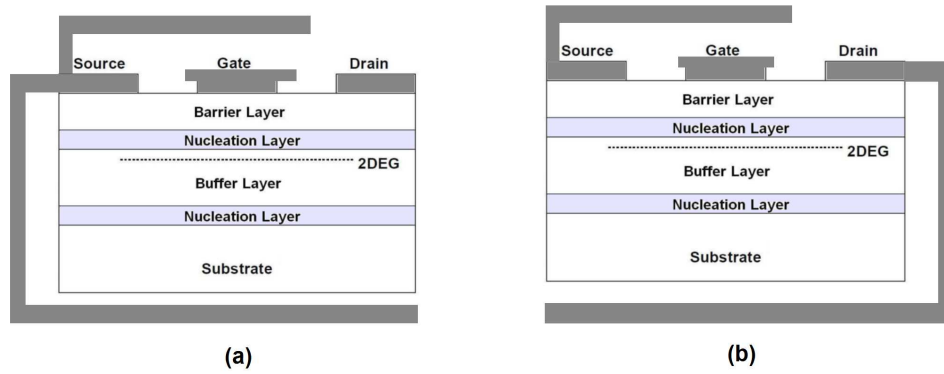 Source Gate Drain
Barrier Layer
Nucleation Layer
2DEG
Buffer Layer
Nucleation Layer
Substrate
(a)
Source Gate Drain
Barrier Layer
Nucleation Layer
2DEG
Buffer Layer
Nucleation Layer
Substrate
(b)